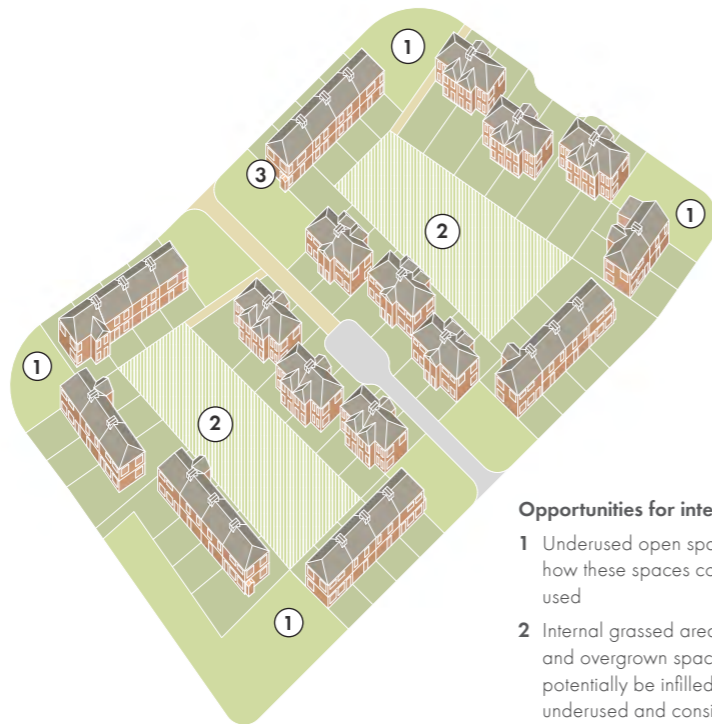 1
1
3
2
1
2
1
Opportunities for inte
1 Underused open spa
how these spaces co
used
2 Internal grassed area
and overgrown spac
potentially be infilled
underused and consi